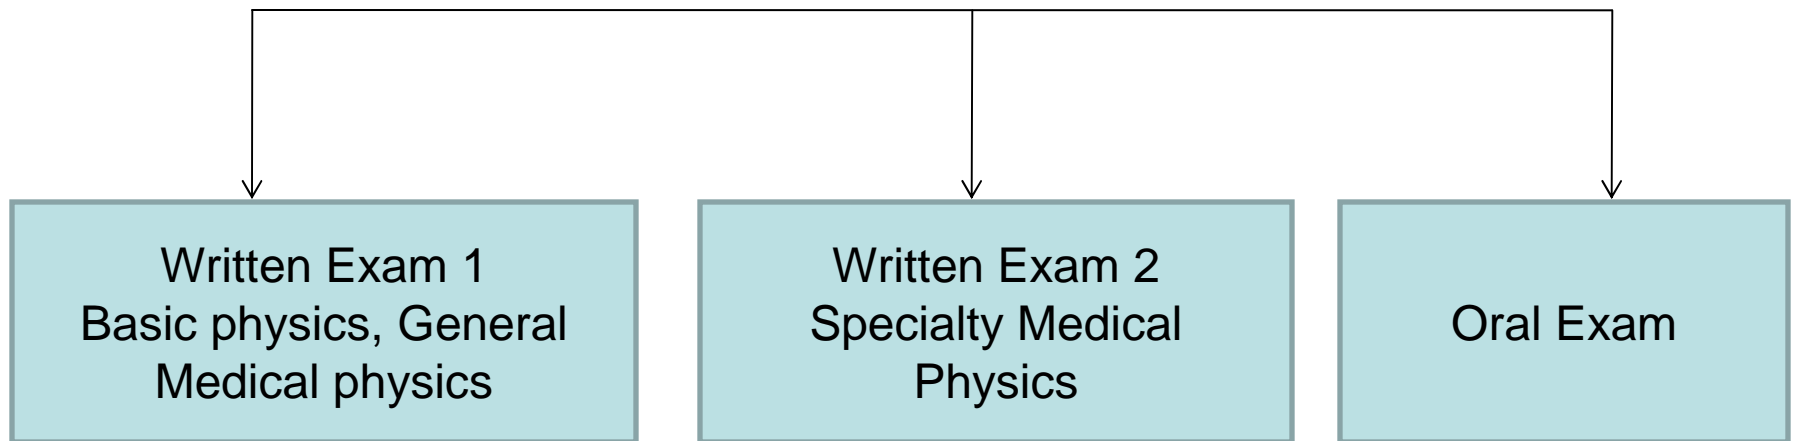 Written Exam 1
Basic physics, General
Medical physics
Written Exam 2
Specialty Medical
Physics
Oral Exam